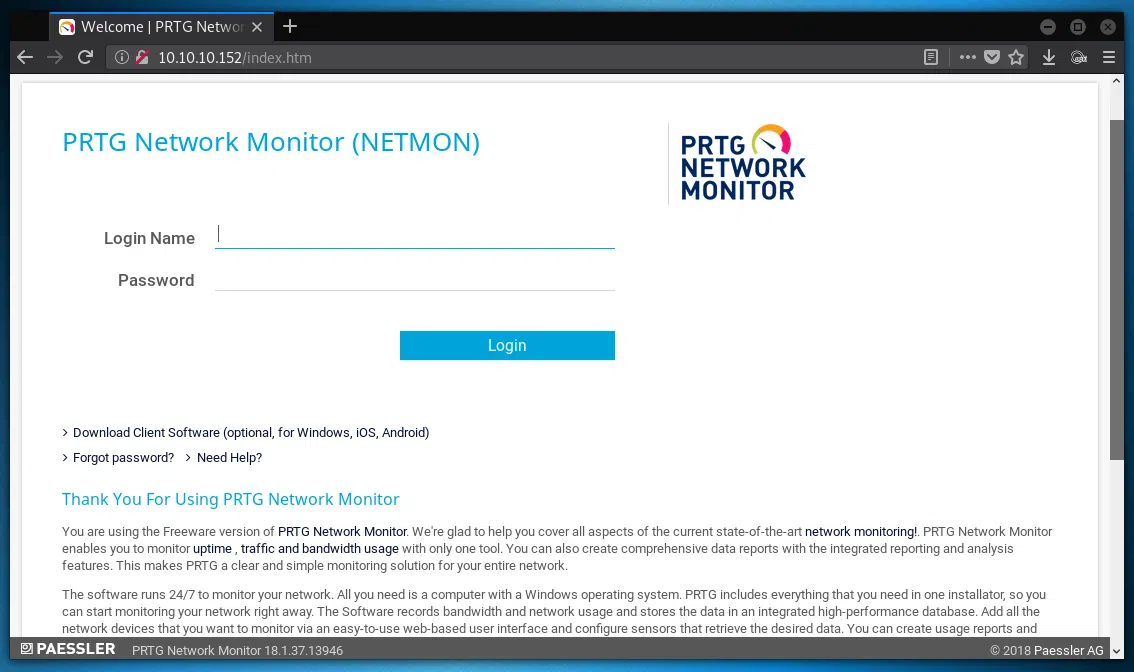 Welcome | PRTG Networ
10.10.10.152/index.htm
PRTG Network Monitor (NETMON)
PRTG
NETWORK
MONITOR
Login Name
Password
Login
Download Client Software (optional, for Windows, iOS, Android)
Forgot password? Need Help?
Thank You For Using PRTG Network Monitor
You are using the Freeware version of PRTG Network Monitor. We're glad to help you cover all aspects of the current state-of-the-art network monitoring!. PRTG Network Monitor
enables you to monitor uptime , traffic and bandwidth usage with only one tool. You can also create comprehensive data reports with the integrated reporting and analysis
features. This makes PRTG a clear and simple monitoring solution for your entire network.
The software runs 24/7 to monitor your network. All you need is a computer with a Windows operating system. PRTG includes everything that you need in one installer, so you
can start monitoring your network right away. The Software records bandwidth and network usage and stores the data in an integrated high-performance database. Add all the
network devices that you want to monitor via an easy-to-use web-based user interface and configure sensors that retrieve the desired data. You can create usage reports and
PAESSLER PRTG Network Monitor 18.1.37.13946 © 2018 Paessler AG